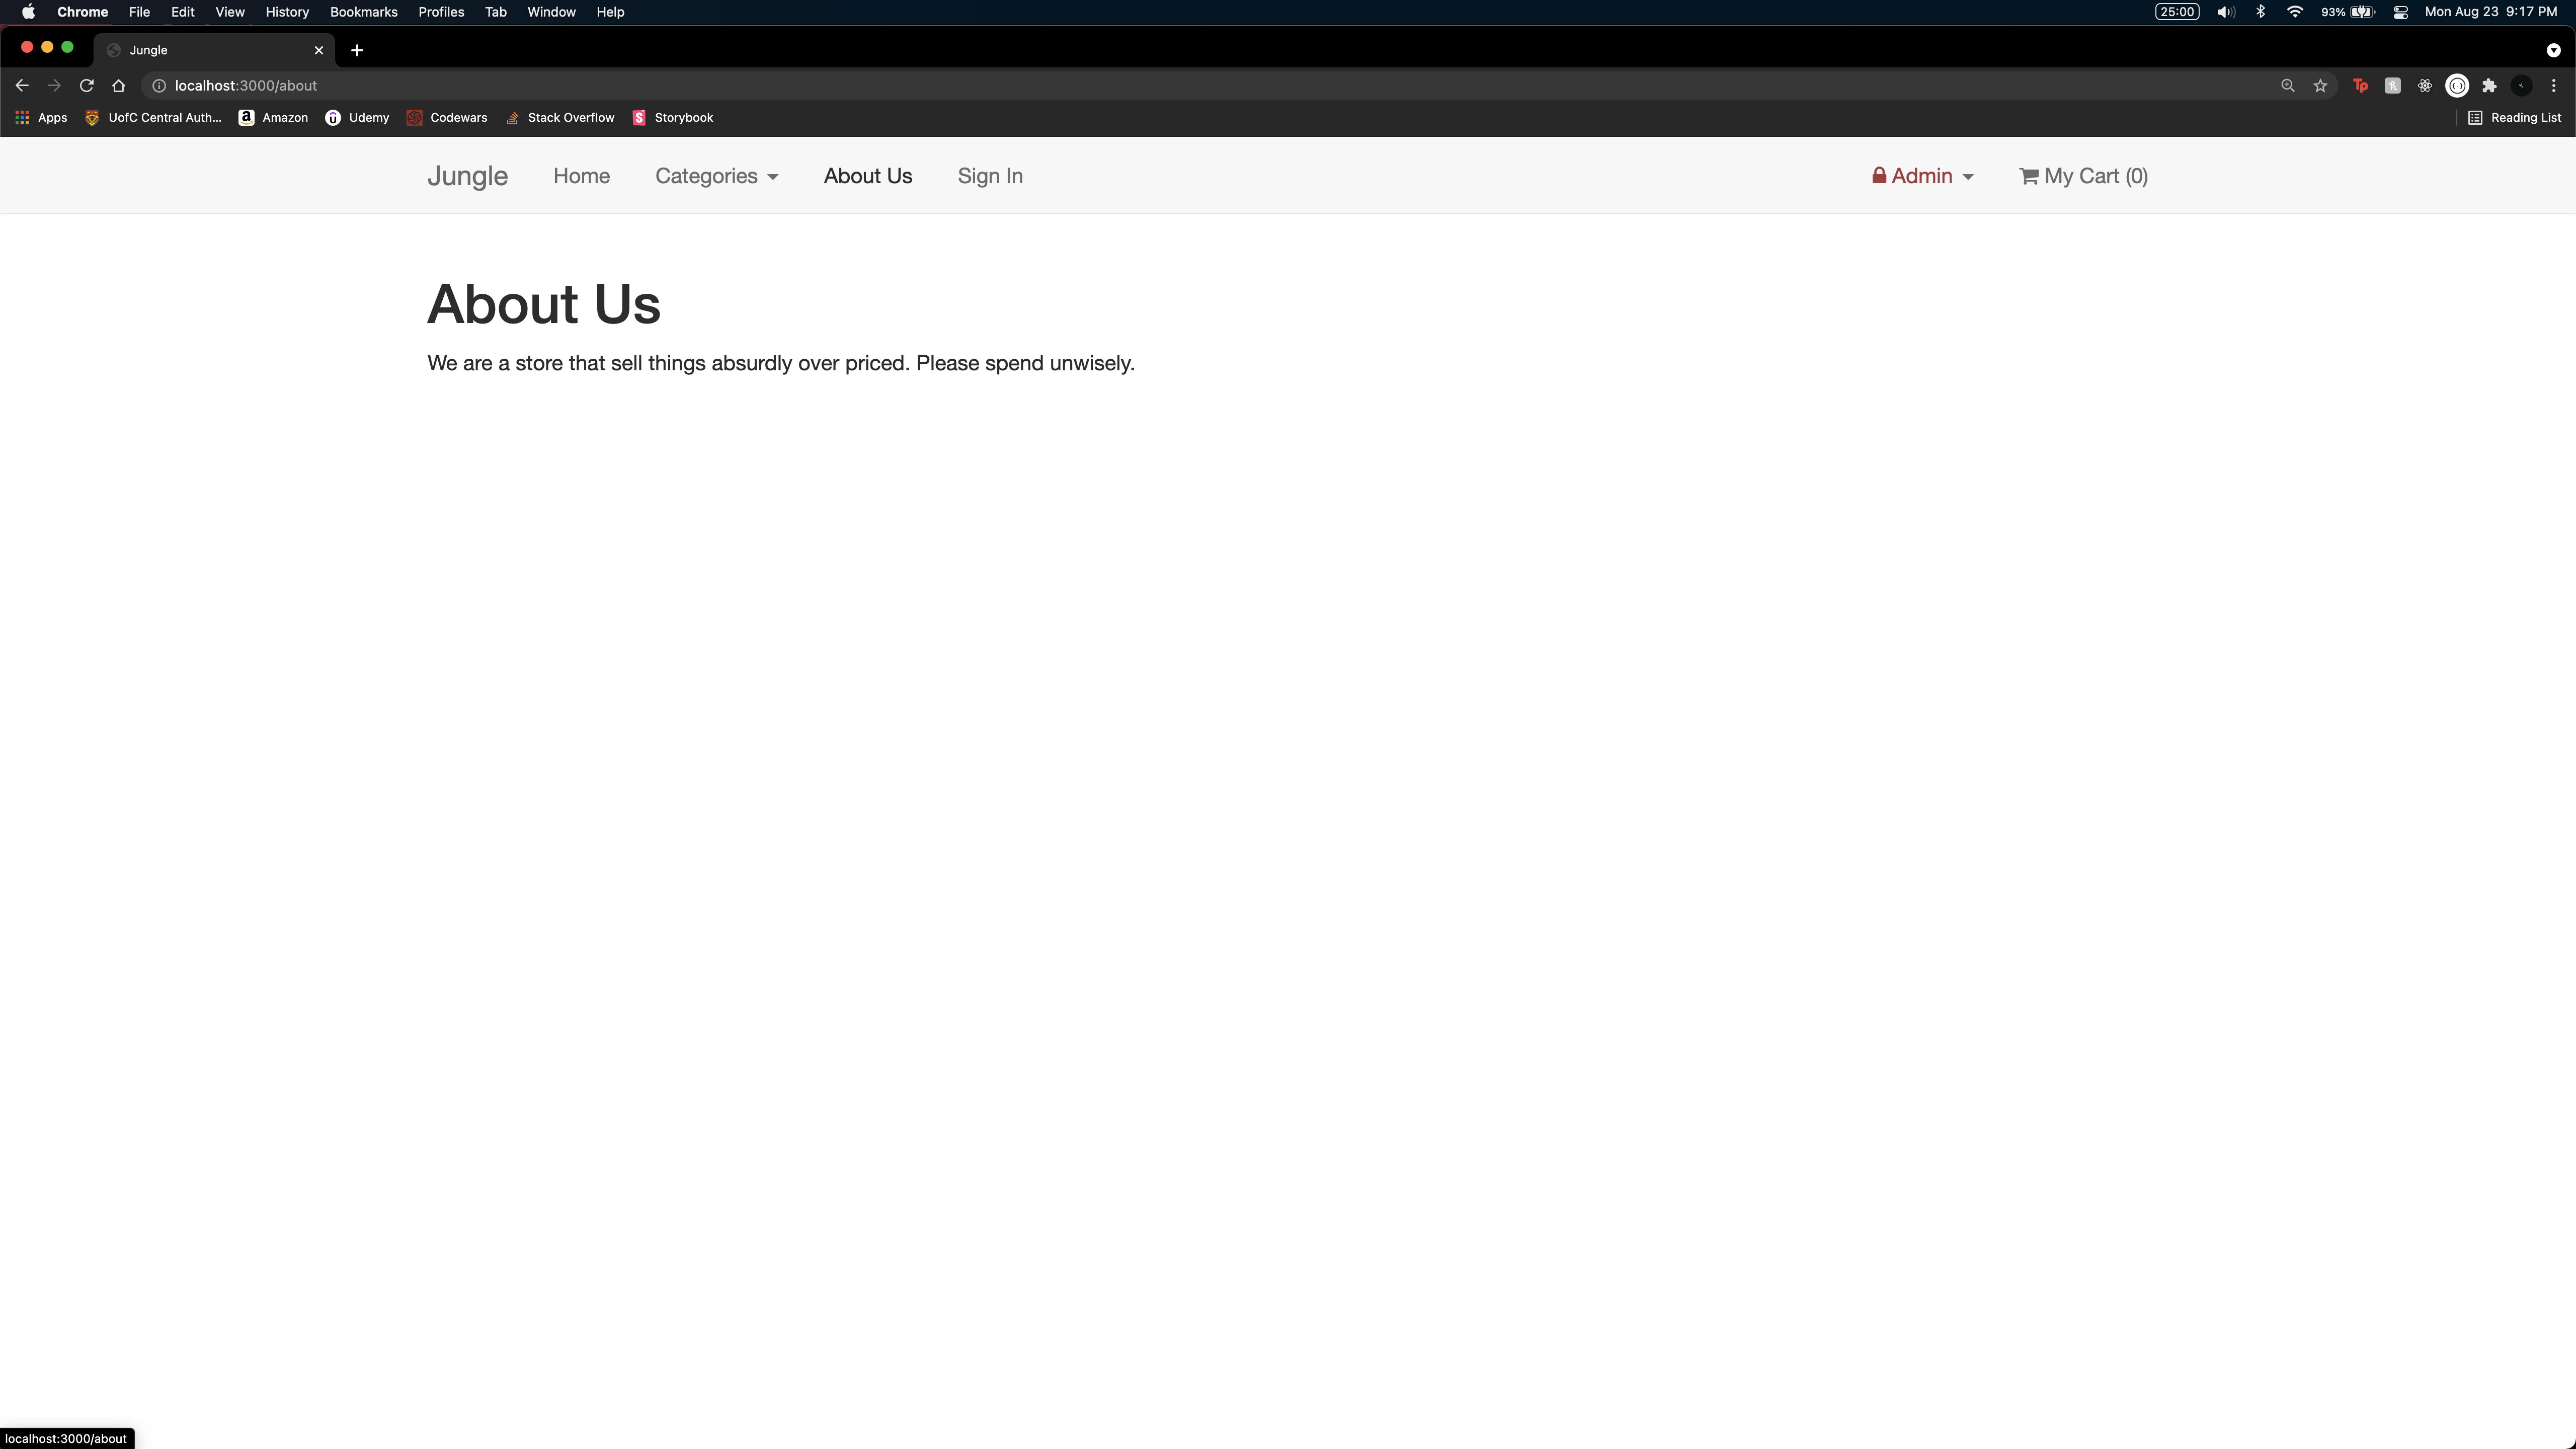 Chrome File Edit View History Bookmarks Profiles Tab Window Help 25:00 93% Mon Aug 23 9:17 PM
Jungle
localhost:3000/about
Apps UofC Central Auth... Amazon Udemy Codewars Stack Overflow Storybook Reading List
Jungle Home Categories About Us Sign In Admin My Cart (0)
About Us
We are a store that sell things absurdly over priced. Please spend unwisely.
localhost:3000/about